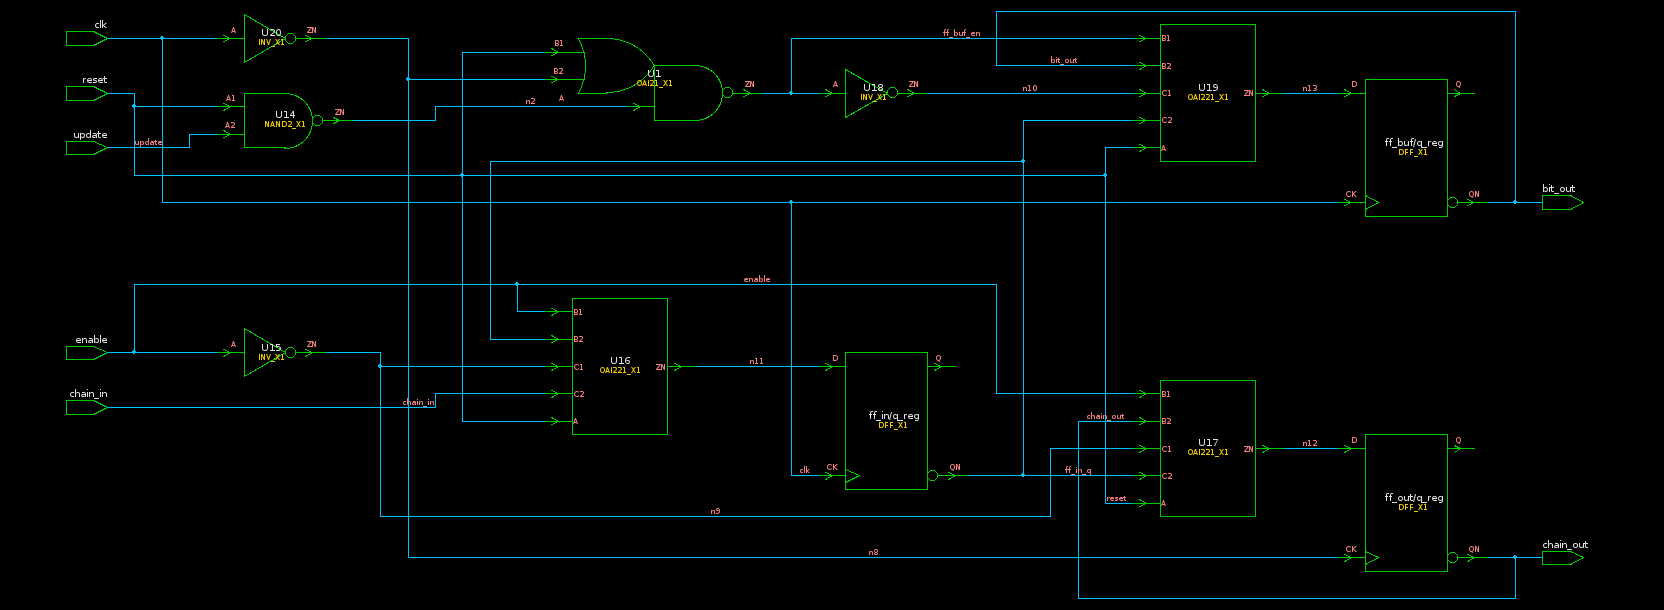 clk
A
U20
INV_X1
ZN
reset
A1
A2
U14
NAND2_X1
ZN
update
update
B1
B2
A
n2
U1
OAI21_X1
ZN
A
U18
INV_X1
ZN
ff_buf_en
bit_out
n10
B1
B2
C1
C2
A
U19
OAI221_X1
ZN
n13
D
Q
ff_buf/q_reg
DFF_X1
CK
QN
bit_out
enable
enable
A
U15
INV_X1
ZN
chain_in
chain_in
B1
B2
C1
C2
A
U16
OAI221_X1
ZN
n11
D
Q
ff_in/q_reg
DFF_X1
clk
CK
QN
ff_in_q
chain_out
reset
B1
B2
C1
C2
A
U17
OAI221_X1
ZN
n12
D
Q
ff_out/q_reg
DFF_X1
CK
QN
chain_out
n9
n8